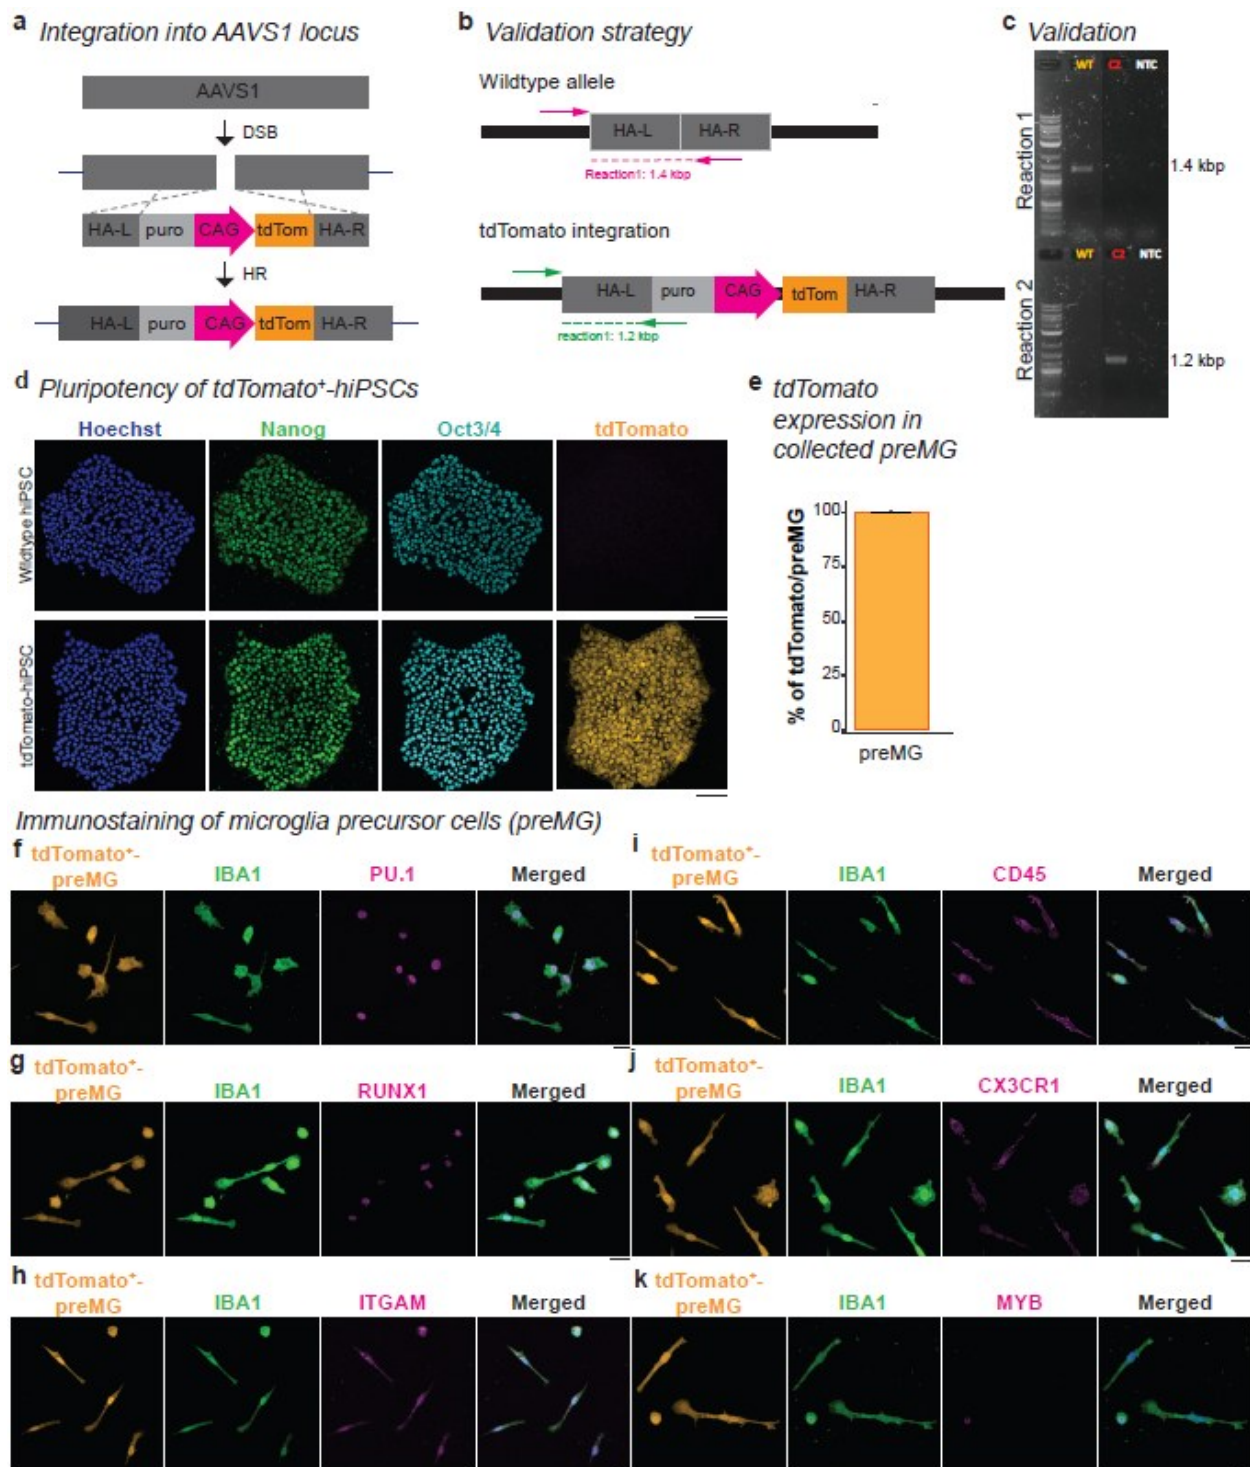 a Integration into AAVS1 locus
AAVS1
DSB
HA-L puro CAG tdTom HA-R
HR
HA-L puro CAG tdTom HA-R
b Validation strategy
Wildtype allele
HA-L HA-R
Reaction1: 1.4 kbp
tdTomato integration
HA-L puro CAG tdTom HA-R
reaction1: 1.2 kbp
c Validation
WT C2 NTC
Reaction 1
1.4 kbp
WT C2 NTC
Reaction 2
1.2 kbp
d Pluripotency of tdTomato⁺-hiPSCs
Hoechst Nanog Oct3/4 tdTomato
Wildtype hiPSC
tdTomato-hiPSC
e tdTomato
expression in
collected preMG
% of tdTomato/preMG
100
75
50
25
0
preMG
Immunostaining of microglia precursor cells (preMG)
f tdTomato⁺-
preMG IBA1 PU.1 Merged
i tdTomato⁺-
preMG IBA1 CD45 Merged
g tdTomato⁺-
preMG IBA1 RUNX1 Merged
j tdTomato⁺-
preMG IBA1 CX3CR1 Merged
h tdTomato⁺-
preMG IBA1 ITGAM Merged
k tdTomato⁺-
preMG IBA1 MYB Merged